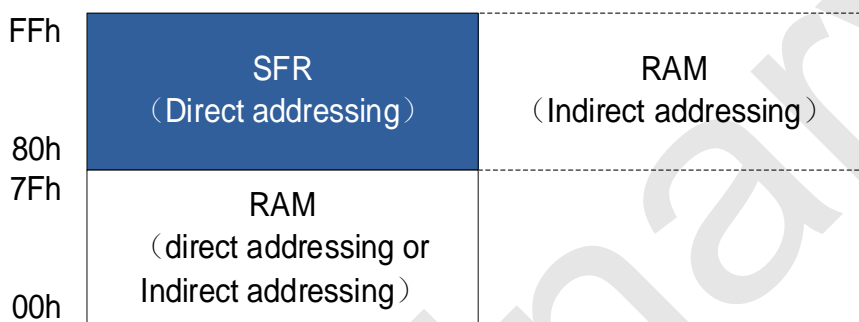 FFh
SFR
（Direct addressing）
RAM
（Indirect addressing）
80h
7Fh
RAM
（direct addressing or
Indirect addressing）
00h